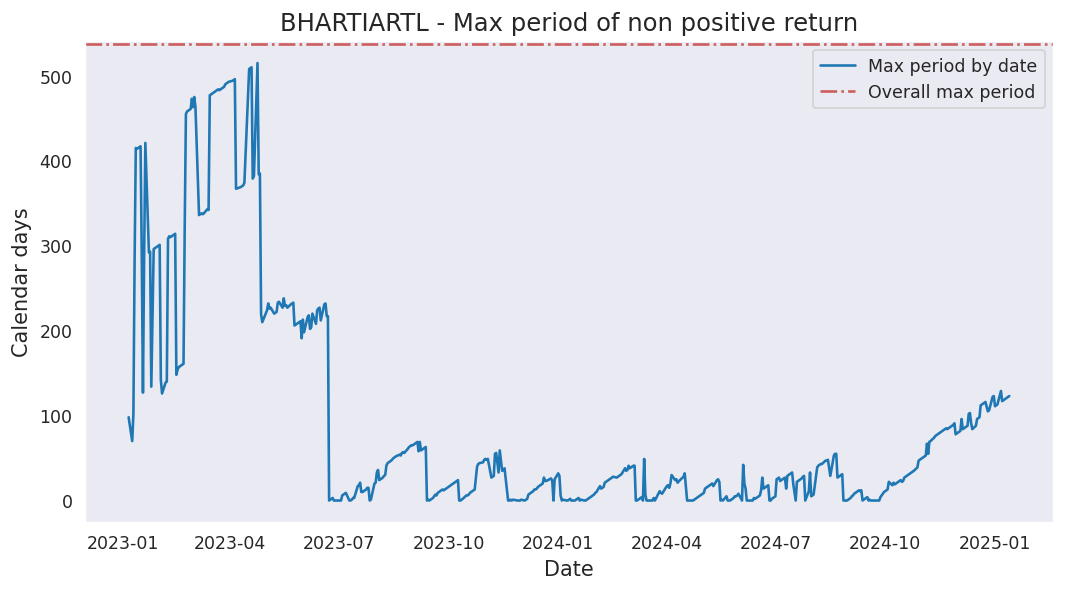 BHARTIARTL - Max period of non positive return
Max period by date
Overall max period
Calendar days
500
400
300
200
100
0
2023-01 2023-04 2023-07 2023-10 2024-01 2024-04 2024-07 2024-10 2025-01
Date